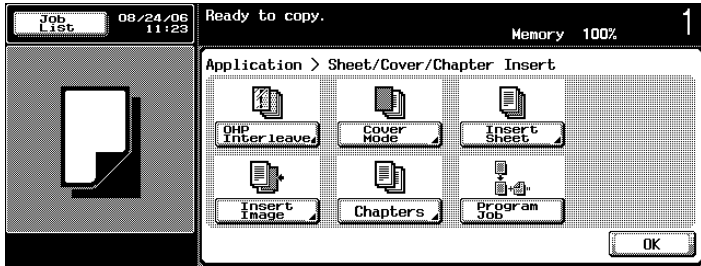 Job
List
08/24/06
11:23
Ready to copy.
Memory 100%
1
Application > Sheet/Cover/Chapter Insert
OHP
Interleave
Cover
Mode
Insert
Sheet
Insert
Image
Chapters
Program
Job
OK